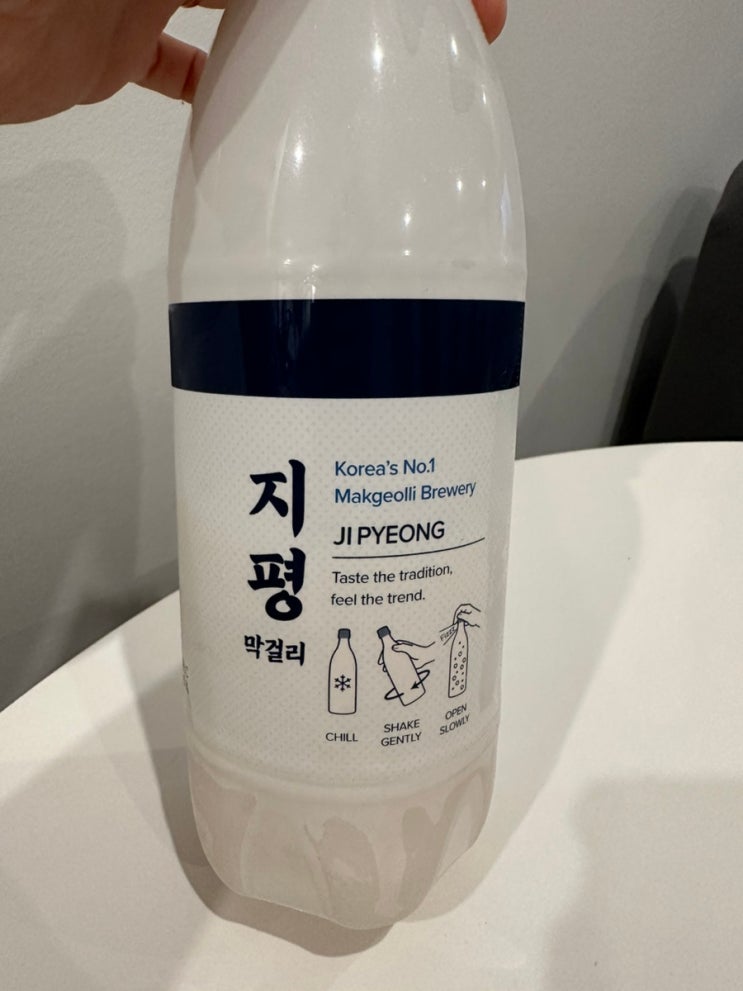 지
평
막걸리
Korea's No.1
Makgeolli Brewery
JI PYEONG
Taste the tradition,
feel the trend.
CHILL
SHAKE
GENTLY
OPEN
SLOWLY